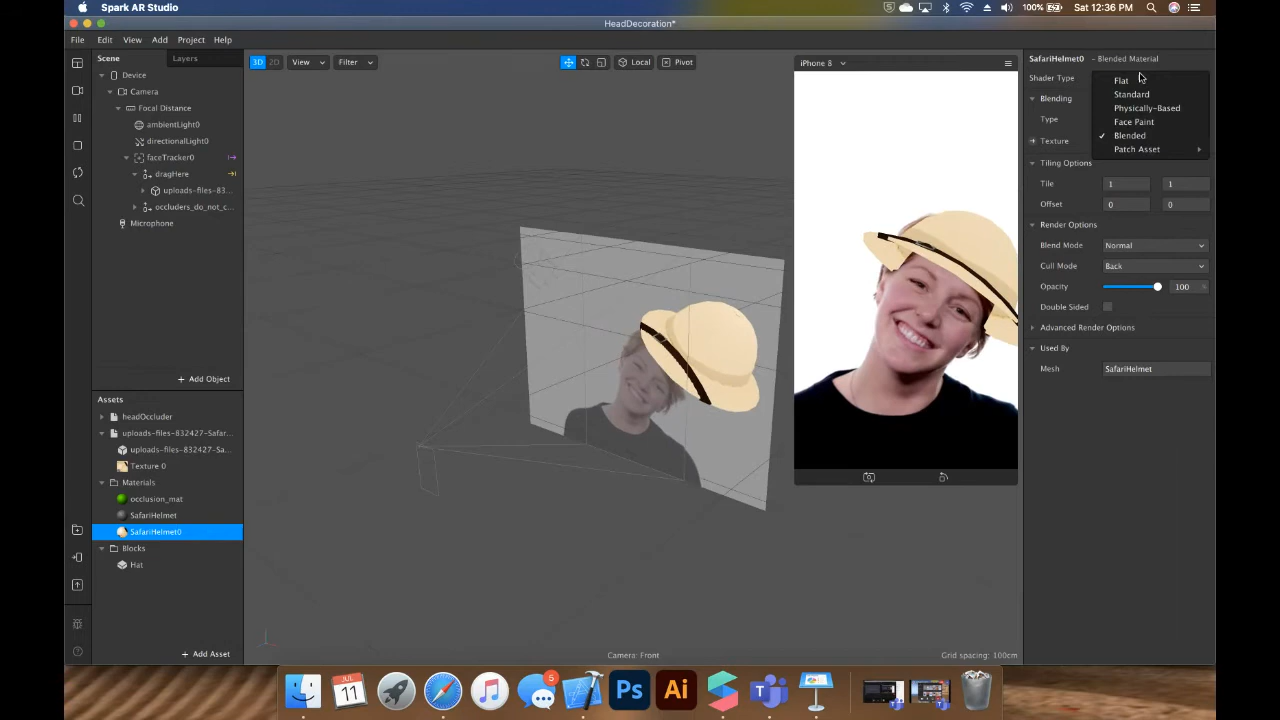 Spark AR Studio
100%
Sat 12:36 PM
HeadDecoration*
File Edit View Add Project Help
Scene Layers
Device
Camera
Focal Distance
ambientLight0
directionalLight0
faceTracker0
dragHere
uploads-files-83...
occluders_do_not_c...
Microphone
+ Add Object
Assets
headOccluder
uploads-files-832427-Safar...
uploads-files-832427-Sa...
Texture 0
Materials
occlusion_mat
SafariHelmet
SafariHelmet0
Blocks
Hat
+ Add Asset
3D 2D View Filter Local Pivot
iPhone 8
Camera: Front
Grid spacing: 100cm
SafariHelmet0 – Blended Material
Shader Type
Flat
Standard
Physically-Based
Face Paint
Blended
Patch Asset
Blending
Type
Texture
Tiling Options
Tile 1 1
Offset 0 0
Render Options
Blend Mode Normal
Cull Mode Back
Opacity 100 %
Double Sided
Advanced Render Options
Used By
Mesh SafariHelmet
JUL
11
5
Ps
Ai